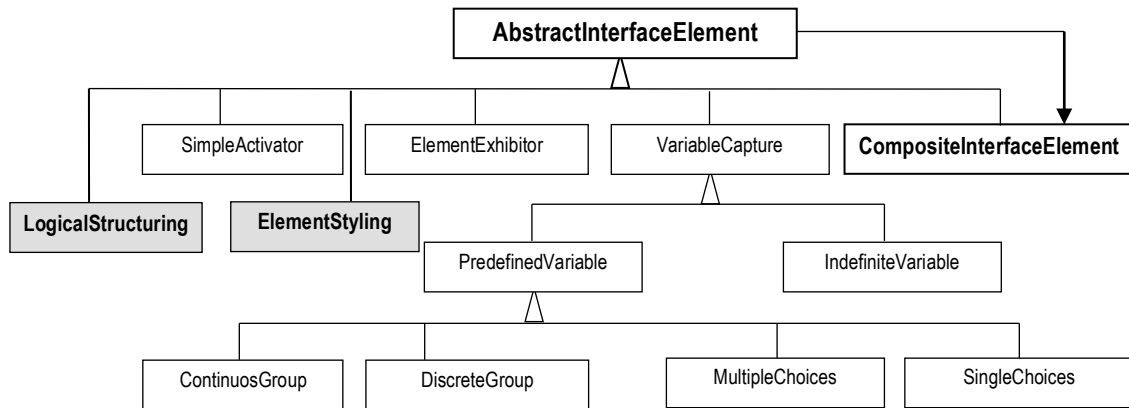 AbstractInterfaceElement
SimpleActivator
ElementExhibitor
VariableCapture
CompositeInterfaceElement
LogicalStructuring
ElementStyling
PredefinedVariable
IndefiniteVariable
ContinuosGroup
DiscreteGroup
MultipleChoices
SingleChoices